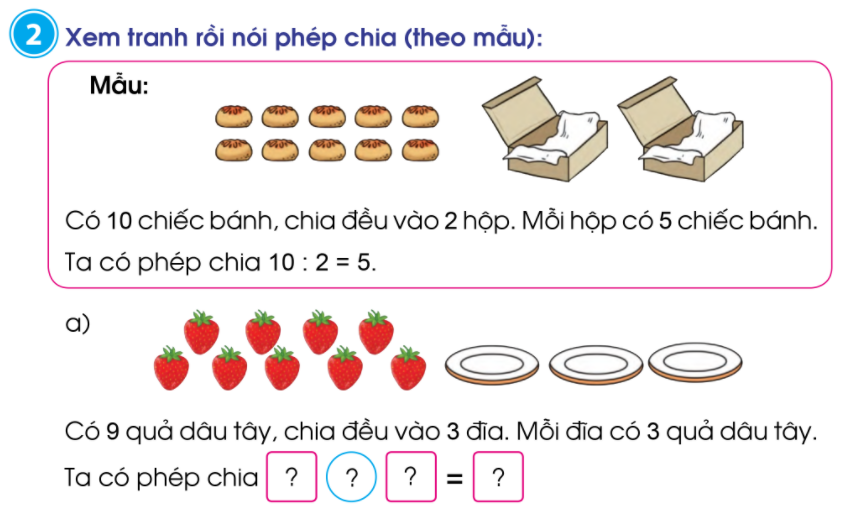 2 Xem tranh rồi nói phép chia (theo mẫu):
Mẫu:
Có 10 chiếc bánh, chia đều vào 2 hộp. Mỗi hộp có 5 chiếc bánh.
Ta có phép chia 10 : 2 = 5.
a)
Có 9 quả dâu tây, chia đều vào 3 đĩa. Mỗi đĩa có 3 quả dâu tây.
Ta có phép chia ? ? ? = ?